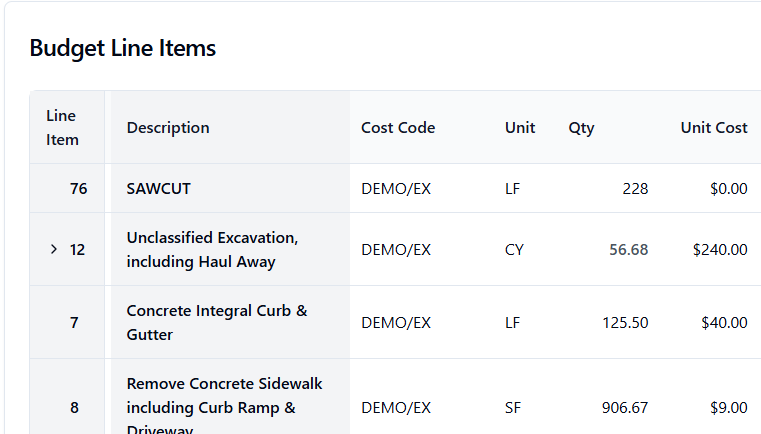 Budget Line Items
Line
Item
Description
Cost Code
Unit
Qty
Unit Cost
76
SAWCUT
DEMO/EX
LF
228
$0.00
12
Unclassified Excavation,
including Haul Away
DEMO/EX
CY
56.68
$240.00
7
Concrete Integral Curb &
Gutter
DEMO/EX
LF
125.50
$40.00
8
Remove Concrete Sidewalk
including Curb Ramp &
Driveway
DEMO/EX
SF
906.67
$9.00